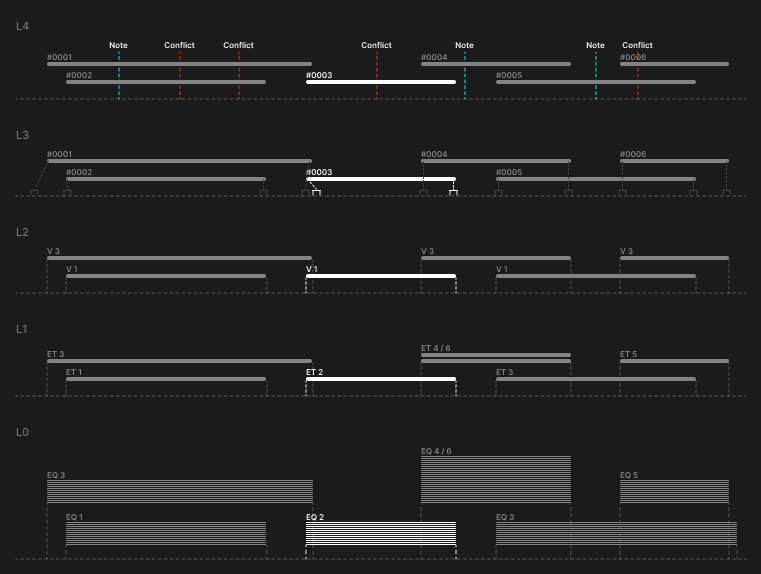 L4
Note Conflict Conflict Conflict Note Note Conflict
#0001 #0004 #0006
#0002 #0003 #0005
L3
#0001 #0004 #0006
#0002 #0003 #0005
L2
V 3 V 3 V 3
V 1 V 1 V 1
L1
ET 4 / 6
ET 3 ET 5
ET 1 ET 2 ET 3
L0
EQ 4 / 6
EQ 3 EQ 5
EQ 1 EQ 2 EQ 3